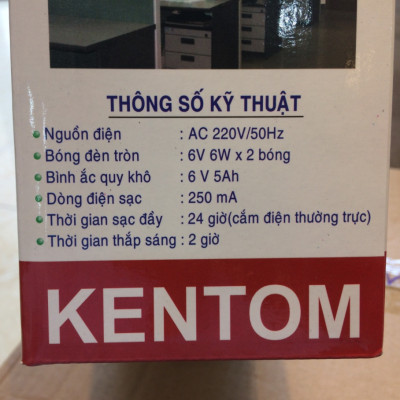 THÔNG SỐ KỸ THUẬT
Nguồn điện : AC 220V/50Hz
Bóng đèn tròn : 6V 6W x 2 bóng
Bình ắc quy khô : 6 V 5Ah
Dòng điện sạc : 250 mA
Thời gian sạc đầy : 24 giờ(cắm điện thường trực)
Thời gian thắp sáng : 2 giờ
KENTOM